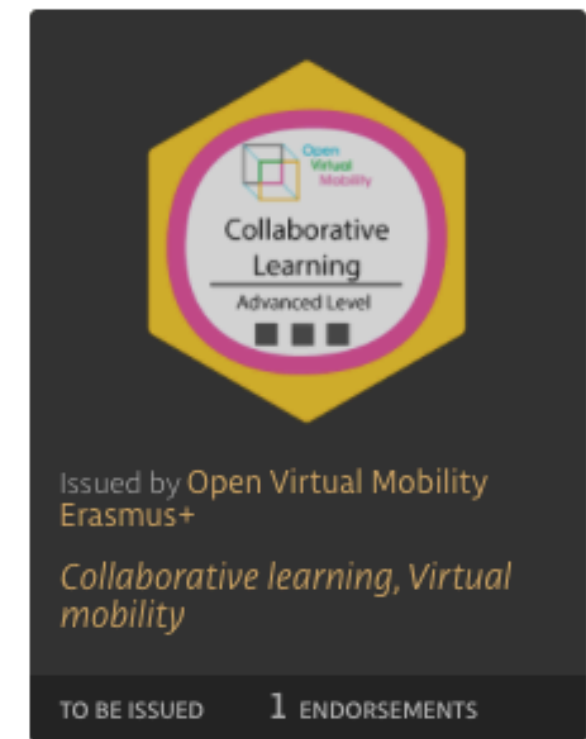 Open
Virtual
Mobility
Collaborative
Learning
Advanced Level
Issued by Open Virtual Mobility
Erasmus+
Collaborative learning, Virtual
mobility
TO BE ISSUED 1 ENDORSEMENTS